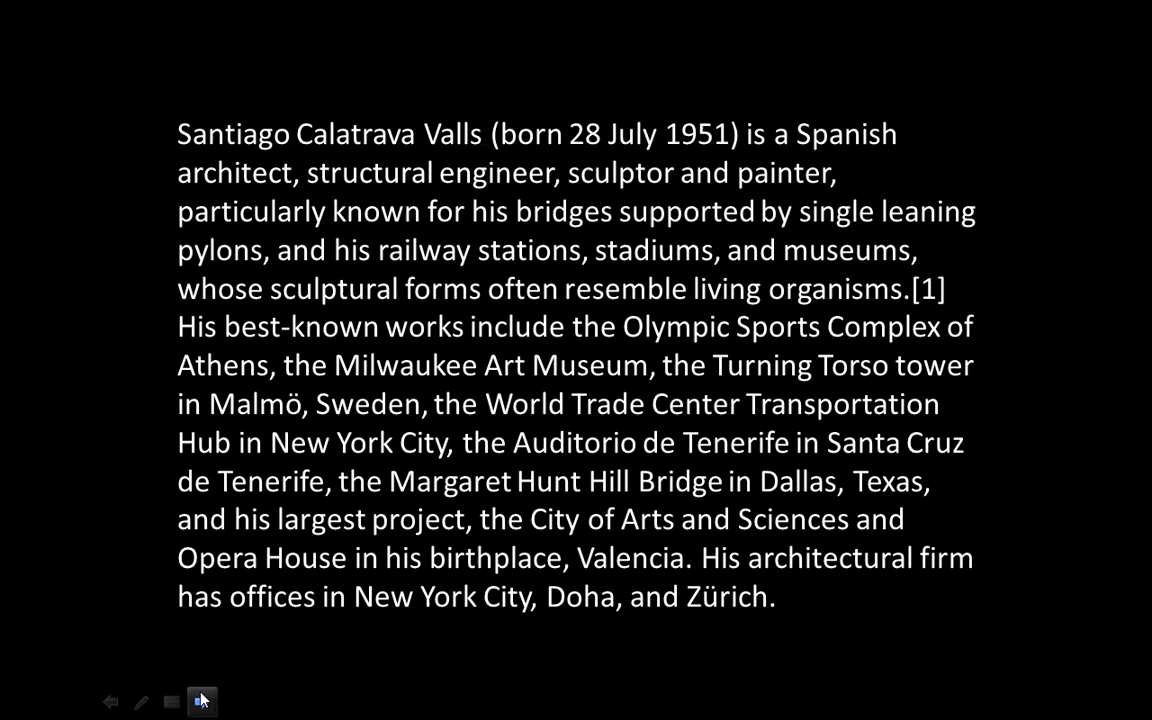 Santiago Calatrava Valls (born 28 July 1951) is a Spanish
architect, structural engineer, sculptor and painter,
particularly known for his bridges supported by single leaning
pylons, and his railway stations, stadiums, and museums,
whose sculptural forms often resemble living organisms.[1]
His best-known works include the Olympic Sports Complex of
Athens, the Milwaukee Art Museum, the Turning Torso tower
in Malmö, Sweden, the World Trade Center Transportation
Hub in New York City, the Auditorio de Tenerife in Santa Cruz
de Tenerife, the Margaret Hunt Hill Bridge in Dallas, Texas,
and his largest project, the City of Arts and Sciences and
Opera House in his birthplace, Valencia. His architectural firm
has offices in New York City, Doha, and Zürich.